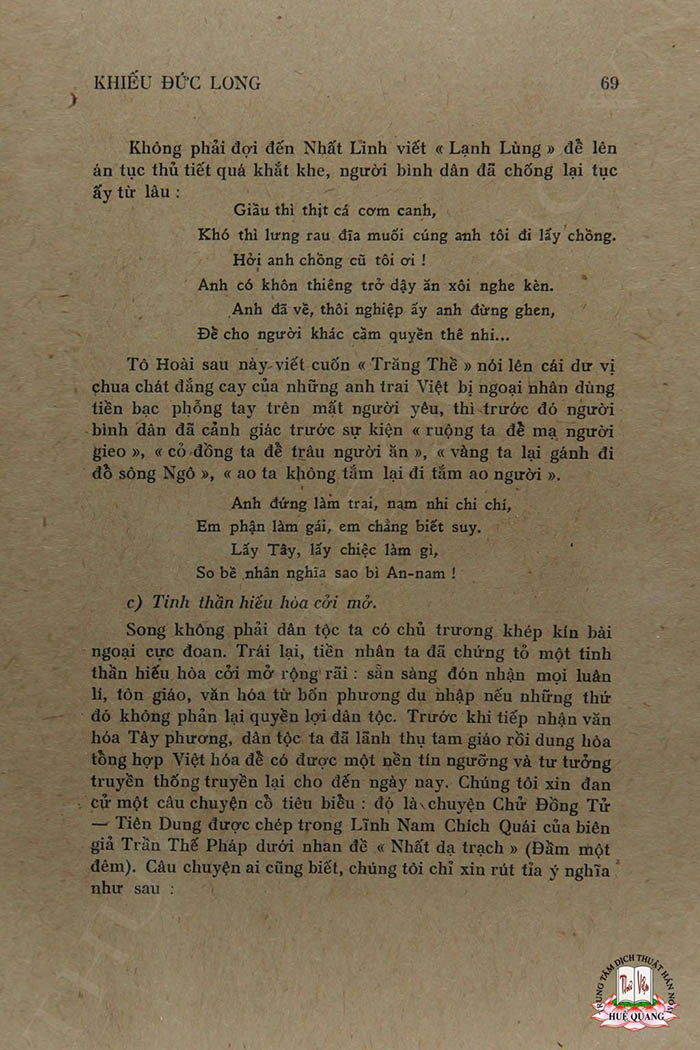 KHIẾU ĐỨC LONG 69
Không phải đợi đến Nhất Linh viết « Lạnh Lùng » để lên
án tục thủ tiết quá khắt khe, người bình dân đã chống lại tục
ấy từ lâu :
Giầu thì thịt cá cơm canh,
Khó thì lưng rau đĩa muối cúng anh tôi đi lấy chồng.
Hỡi anh chồng cũ tôi ơi !
Anh có khôn thiêng trở dậy ăn xôi nghe kèn.
Anh đã về, thôi nghiệp ấy anh đừng ghen,
Để cho người khác cầm quyền thê nhi...
Tô Hoài sau này viết cuốn « Trăng Thề » nói lên cái dư vị
chua chát đắng cay của những anh trai Việt bị ngoại nhân dùng
tiền bạc phỗng tay trên mất người yêu, thì trước đó người
bình dân đã cảnh giác trước sự kiện « ruộng ta để mạ người
gieo », « cỏ đồng ta để trâu người ăn », « vàng ta lại gánh đi
đổ sông Ngô », « ao ta không tắm lại đi tắm ao người ».
Anh đứng làm trai, nam nhi chi chí,
Em phận làm gái, em chẳng biết suy.
Lấy Tây, lấy chiệc làm gì,
So bề nhân nghĩa sao bì An-nam !
c) Tinh thần hiếu hòa cởi mở.
Song không phải dân tộc ta có chủ trương khép kín bài
ngoại cực đoan. Trái lại, tiền nhân ta đã chứng tỏ một tinh
thần hiếu hòa cởi mở rộng rãi : sẵn sàng đón nhận mọi luân
lí, tôn giáo, văn hóa từ bốn phương du nhập nếu những thứ
đó không phản lại quyền lợi dân tộc. Trước khi tiếp nhận văn
hóa Tây phương, dân tộc ta đã lãnh thụ tam giáo rồi dung hòa
tổng hợp Việt hóa để có được một nền tín ngưỡng và tư tưởng
truyền thống truyền lại cho đến ngày nay. Chúng tôi xin đan
cử một câu chuyện cổ tiêu biểu : đó là chuyện Chử Đồng Tử
— Tiên Dung được chép trong Lĩnh Nam Chích Quái của biên
giả Trần Thế Pháp dưới nhan đề « Nhất dạ trạch » (Đầm một
đêm). Câu chuyện ai cũng biết, chúng tôi chỉ xin rút tỉa ý nghĩa
như sau :
TRUNG TÂM DỊCH THUẬT HÁN NÔM
Thư Viện
HUỆ QUANG